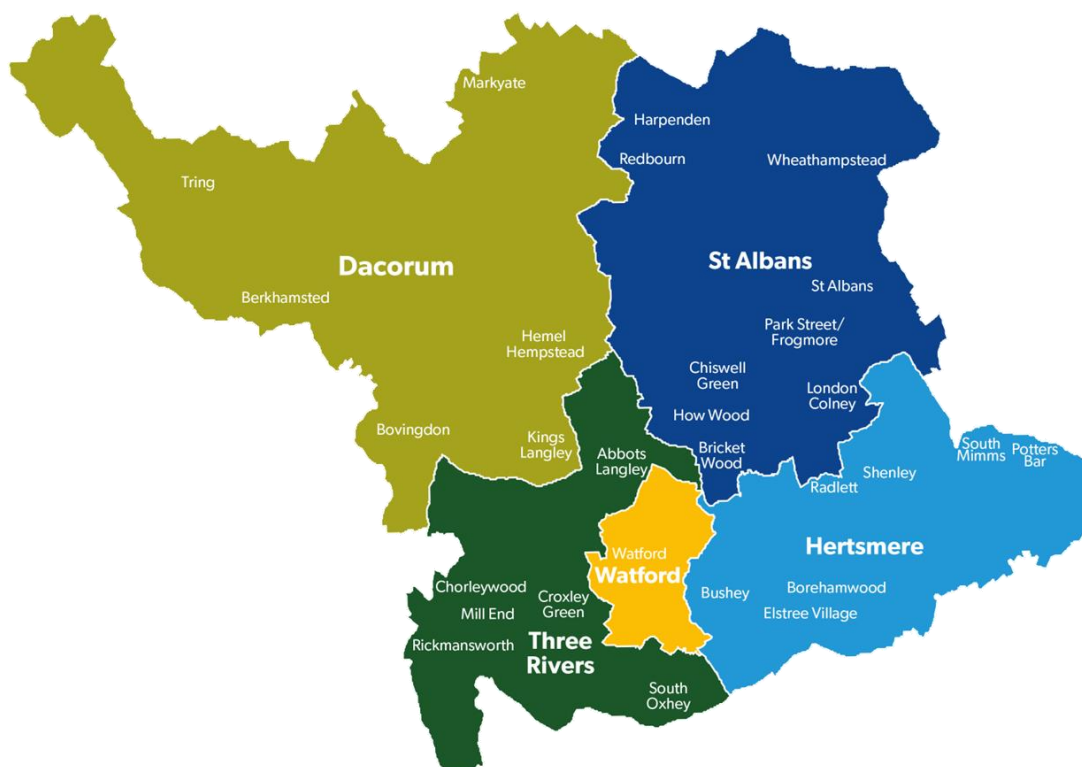 Markyate
Harpenden
Redbourn
Wheathampstead
Tring
Dacorum
St Albans
St Albans
Berkhamsted
Park Street/
Frogmore
Hemel
Hempstead
Chiswell
Green
London
Colney
How Wood
Bovingdon
Kings
Langley
Abbots
Langley
Bricket
Wood
South
Mimms
Potters
Bar
Shenley
Radlett
Hertsmere
Watford
Watford
Chorleywood
Croxley
Green
Mill End
Rickmansworth
Three
Rivers
Bushey
Borehamwood
Elstree Village
South
Oxhey